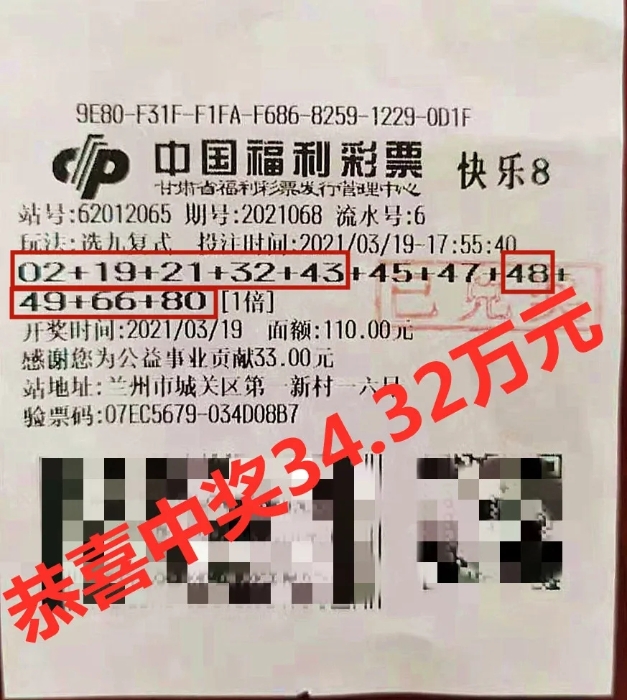 9E80-F31F-F1FA-F686-8259-1229-0D1F
中国福利彩票 快乐8
甘肃省福利彩票发行管理中心
站号:62012065 期号:2021068 流水号:6
玩法:选九复式 投注时间:2021/03/19-17:55:40
02+19+21+32+43+45+47+48+
49+66+80 [1倍]
已兑奖
开奖时间:2021/03/19 面额:110.00元
感谢您为公益事业贡献33.00元
站地址:兰州市城关区第一新村一六号
验票码:07EC5679-034D08B7
恭喜中奖34.32万元